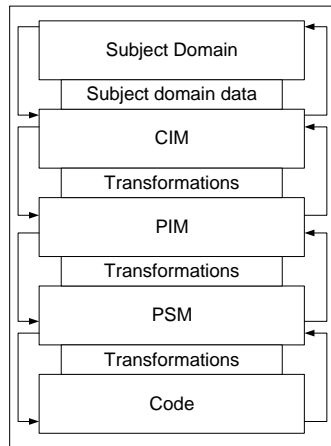 Subject Domain
Subject domain data
CIM
Transformations
PIM
Transformations
PSM
Transformations
Code